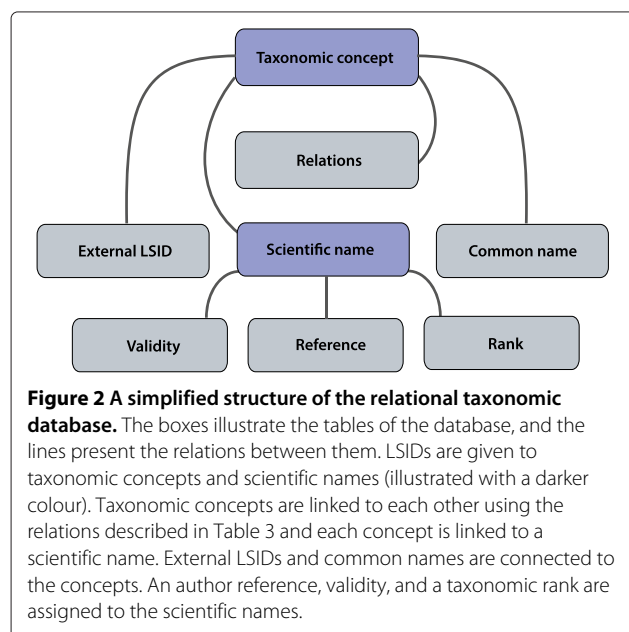 Taxonomic concept
Relations
External LSID
Scientific name
Common name
Validity
Reference
Rank
Figure 2 A simplified structure of the relational taxonomic
database. The boxes illustrate the tables of the database, and the
lines present the relations between them. LSIDs are given to
taxonomic concepts and scientific names (illustrated with a darker
colour). Taxonomic concepts are linked to each other using the
relations described in Table 3 and each concept is linked to a
scientific name. External LSIDs and common names are connected to
the concepts. An author reference, validity, and a taxonomic rank are
assigned to the scientific names.